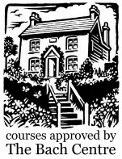 courses approved by
The Bach Centre